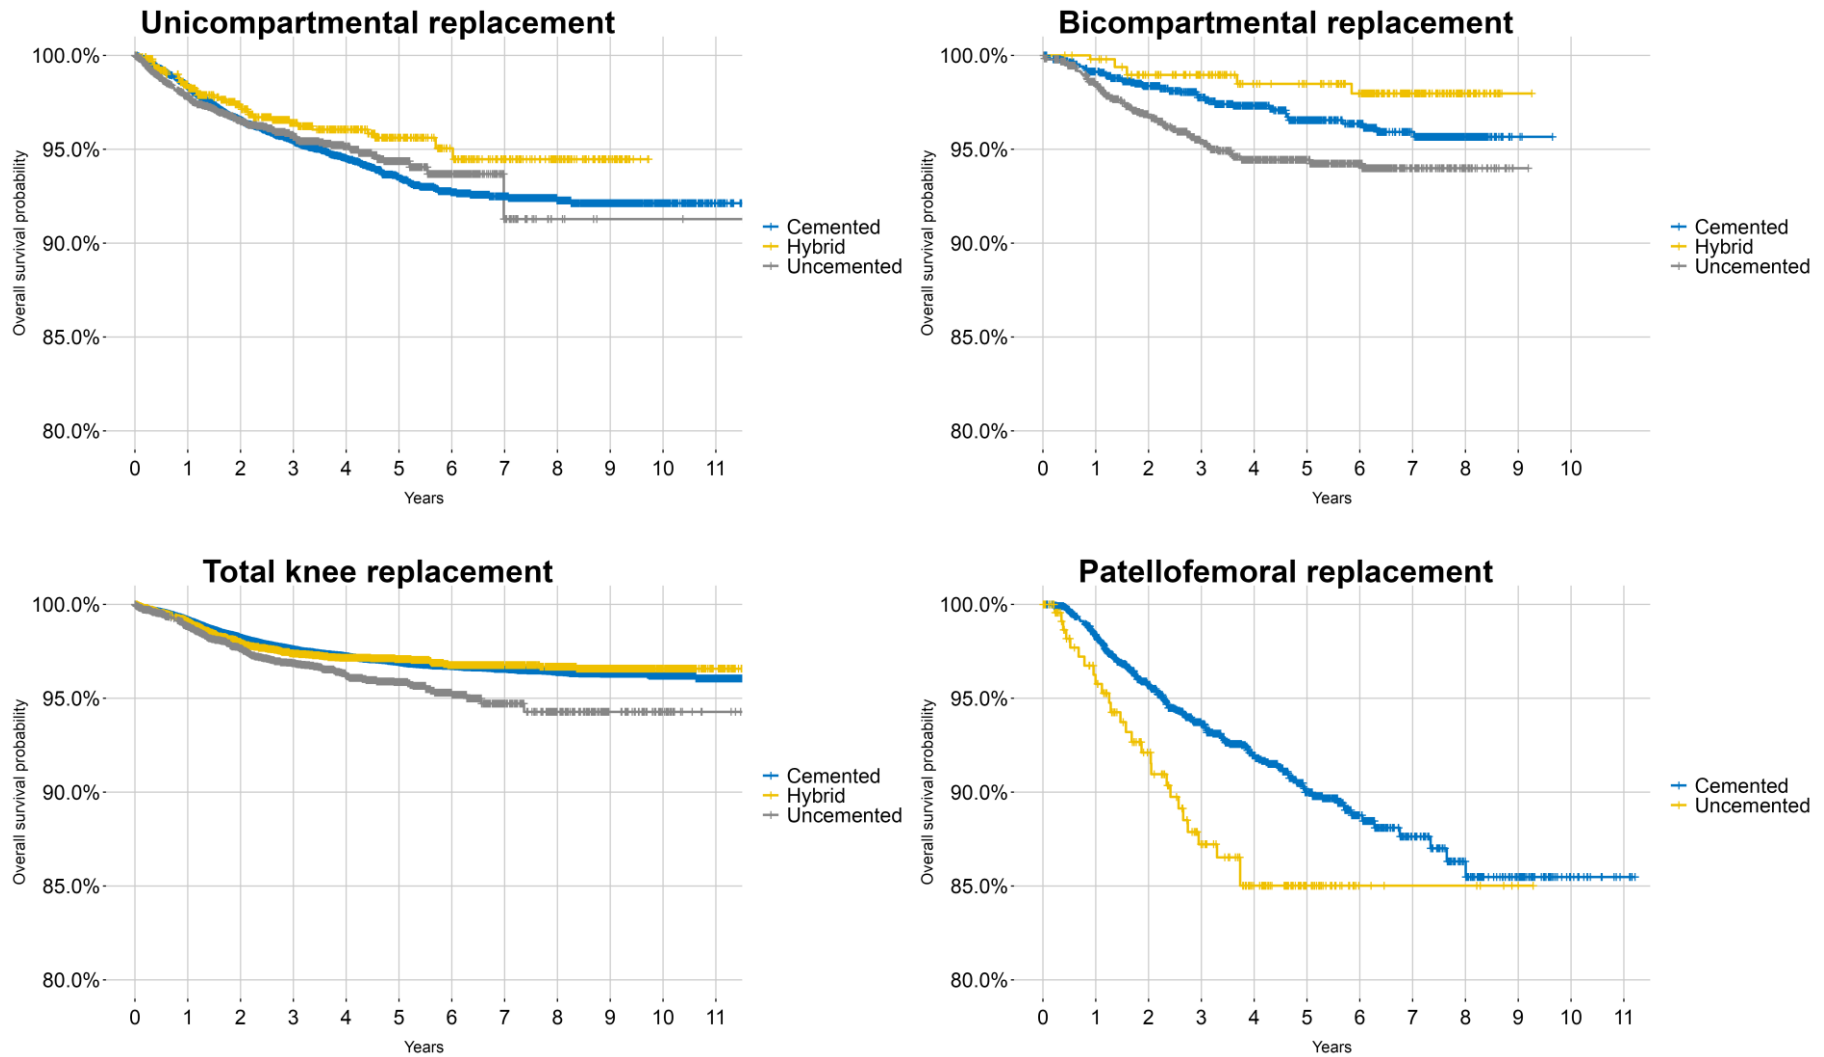 Unicompartmental replacement
Overall survival probability
100.0%
95.0%
90.0%
85.0%
80.0%
0 1 2 3 4 5 6 7 8 9 10 11
Years
Cemented
Hybrid
Uncemented
Bicompartmental replacement
Overall survival probability
100.0%
95.0%
90.0%
85.0%
80.0%
0 1 2 3 4 5 6 7 8 9 10
Years
Cemented
Hybrid
Uncemented
Total knee replacement
Overall survival probability
100.0%
95.0%
90.0%
85.0%
80.0%
0 1 2 3 4 5 6 7 8 9 10 11
Years
Cemented
Hybrid
Uncemented
Patellofemoral replacement
Overall survival probability
100.0%
95.0%
90.0%
85.0%
80.0%
0 1 2 3 4 5 6 7 8 9 10 11
Years
Cemented
Uncemented